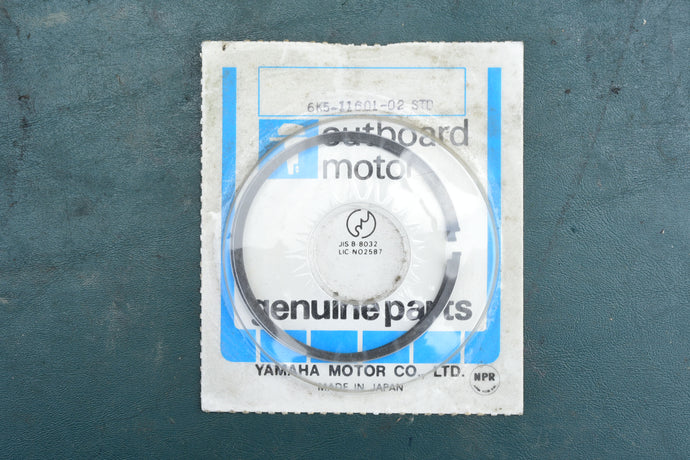 6K5-11601-02 STD
outboard
motor
JIS B 8032
LIC NO2587
genuine parts
YAMAHA MOTOR CO., LTD.
MADE IN JAPAN
NPR